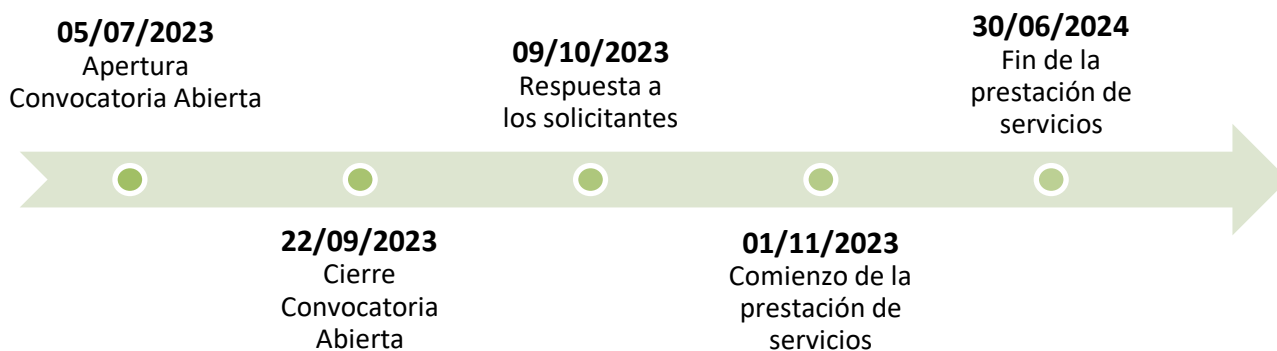 05/07/2023
Apertura
Convocatoria Abierta
22/09/2023
Cierre
Convocatoria
Abierta
09/10/2023
Respuesta a
los solicitantes
01/11/2023
Comienzo de la
prestación de
servicios
30/06/2024
Fin de la
prestación de
servicios